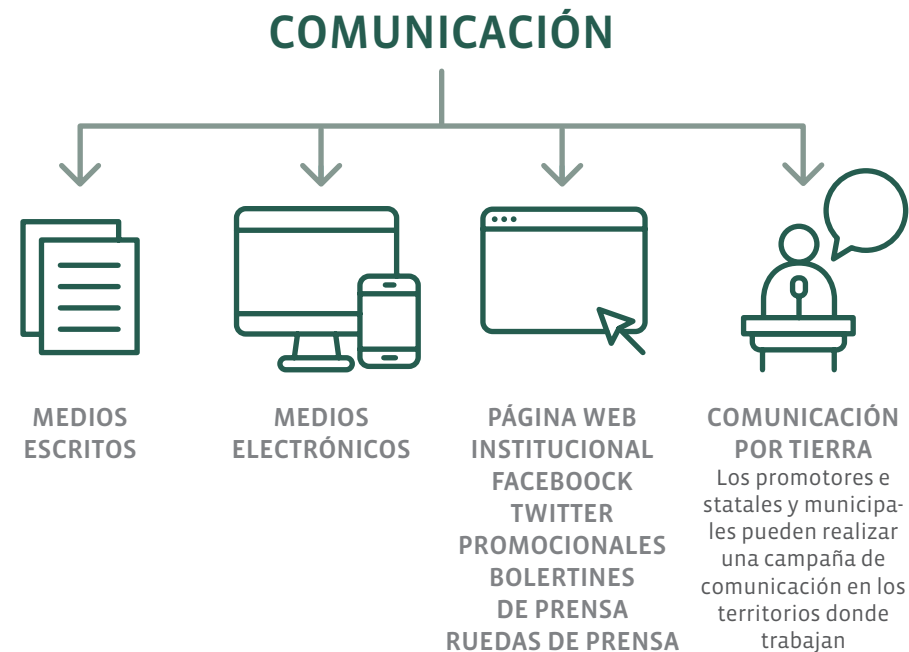 COMUNICACIÓN
MEDIOS
ESCRITOS
MEDIOS
ELECTRÓNICOS
PÁGINA WEB
INSTITUCIONAL
FACEBOOCK
TWITTER
PROMOCIONALES
BOLERTINES
DE PRENSA
RUEDAS DE PRENSA
COMUNICACIÓN
POR TIERRA
Los promotores e
statales y municipa-
les pueden realizar
una campaña de
comunicación en los
territorios donde
trabajan